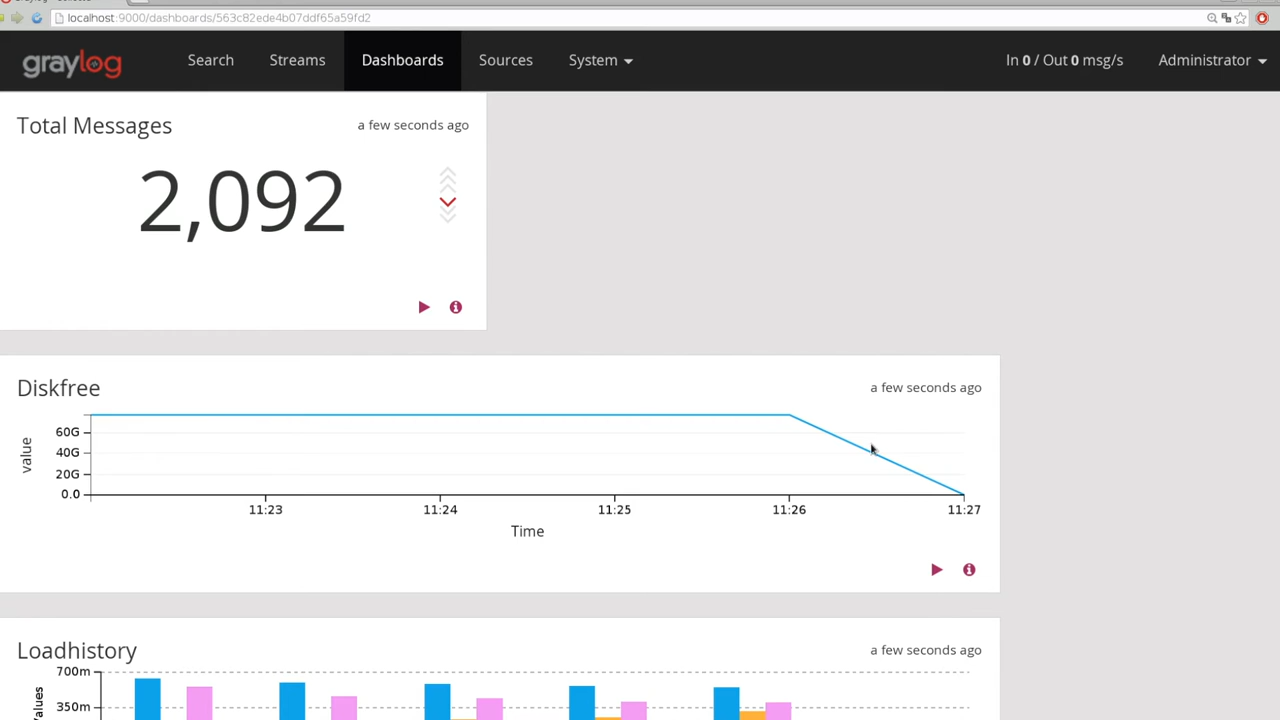 localhost:9000/dashboards/563c82ede4b07ddf65a59fd2
graylog
Search
Streams
Dashboards
Sources
System
In 0 / Out 0 msg/s
Administrator
Total Messages
a few seconds ago
2,092
Diskfree
a few seconds ago
value
60G
40G
20G
0.0
11:23
11:24
11:25
11:26
11:27
Time
Loadhistory
a few seconds ago
700m
350m
Values